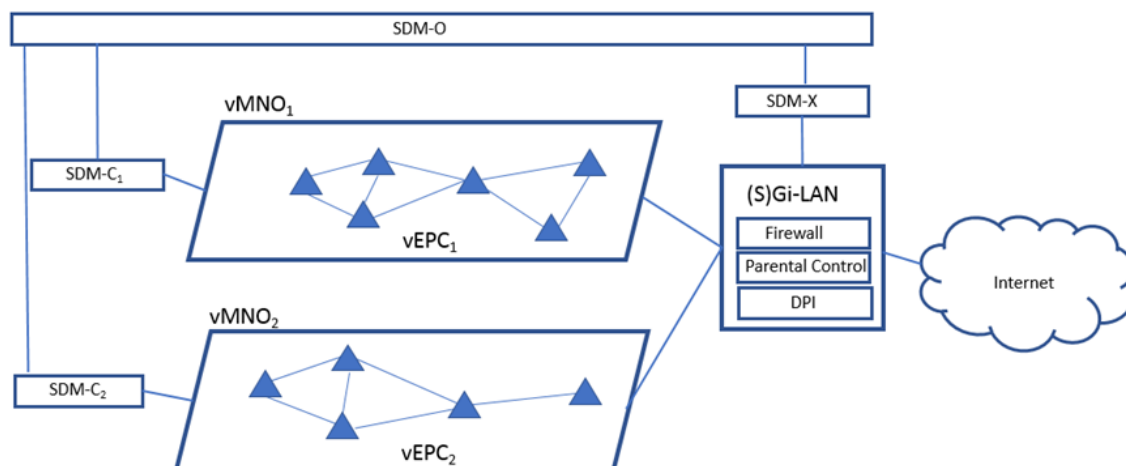 SDM-O
SDM-X
vMNO1
SDM-C1
vEPC1
(S)Gi-LAN
Firewall
Parental Control
DPI
Internet
vMNO2
SDM-C2
vEPC2